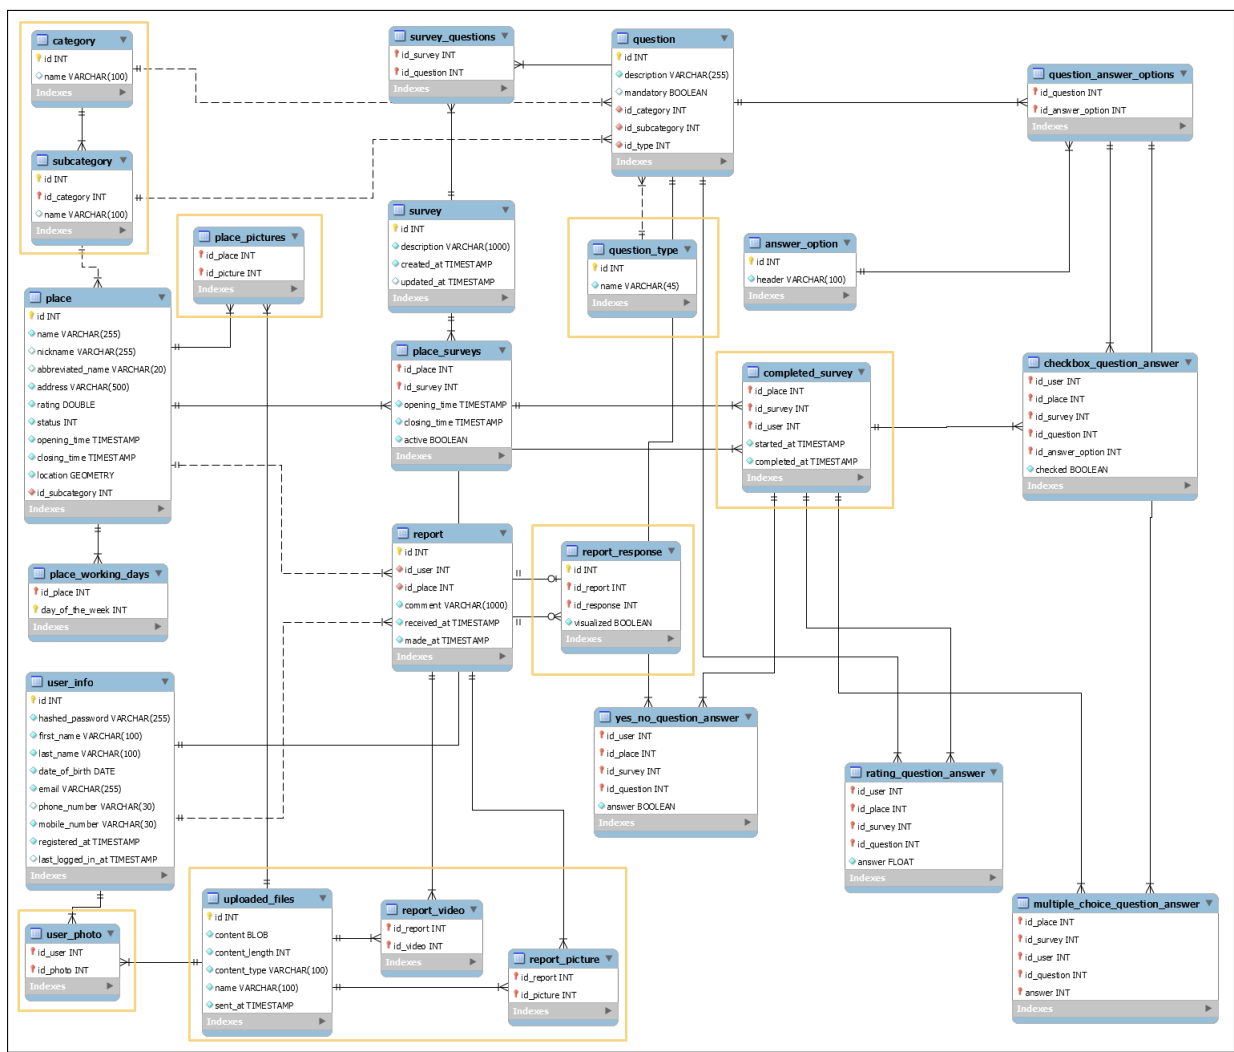 category
id INT
name VARCHAR(100)
Indexes
subcategory
id INT
id_category INT
name VARCHAR(100)
Indexes
survey_questions
id_survey INT
id_question INT
Indexes
question
id INT
description VARCHAR(255)
mandatory BOOLEAN
id_category INT
id_subcategory INT
id_type INT
Indexes
question_answer_options
id_question INT
id_answer_option INT
Indexes
place_pictures
id_place INT
id_picture INT
Indexes
survey
id INT
description VARCHAR(1000)
created_at TIMESTAMP
updated_at TIMESTAMP
Indexes
question_type
id INT
name VARCHAR(45)
Indexes
answer_option
id INT
header VARCHAR(100)
Indexes
place
id INT
name VARCHAR(255)
nickname VARCHAR(255)
abbreviated_name VARCHAR(20)
address VARCHAR(500)
rating DOUBLE
status INT
opening_time TIMESTAMP
closing_time TIMESTAMP
location GEOMETRY
id_subcategory INT
Indexes
place_surveys
id_place INT
id_survey INT
opening_time TIMESTAMP
closing_time TIMESTAMP
active BOOLEAN
Indexes
completed_survey
id_place INT
id_survey INT
id_user INT
started_at TIMESTAMP
completed_at TIMESTAMP
Indexes
checkbox_question_answer
id_user INT
id_place INT
id_survey INT
id_question INT
id_answer_option INT
checked BOOLEAN
Indexes
place_working_days
id_place INT
day_of_the_week INT
Indexes
report
id INT
id_user INT
id_place INT
comment VARCHAR(1000)
received_at TIMESTAMP
made_at TIMESTAMP
Indexes
report_response
id INT
id_report INT
id_response INT
visualized BOOLEAN
Indexes
user_info
id INT
hashed_password VARCHAR(255)
first_name VARCHAR(100)
last_name VARCHAR(100)
date_of_birth DATE
email VARCHAR(255)
phone_number VARCHAR(30)
mobile_number VARCHAR(30)
registered_at TIMESTAMP
last_logged_in_at TIMESTAMP
Indexes
yes_no_question_answer
id_user INT
id_place INT
id_survey INT
id_question INT
answer BOOLEAN
Indexes
rating_question_answer
id_user INT
id_place INT
id_survey INT
id_question INT
answer FLOAT
Indexes
user_photo
id_user INT
id_photo INT
Indexes
uploaded_files
id INT
content BLOB
content_length INT
content_type VARCHAR(100)
name VARCHAR(100)
sent_at TIMESTAMP
Indexes
report_video
id_report INT
id_video INT
Indexes
report_picture
id_report INT
id_picture INT
Indexes
multiple_choice_question_answer
id_place INT
id_survey INT
id_user INT
id_question INT
answer INT
Indexes